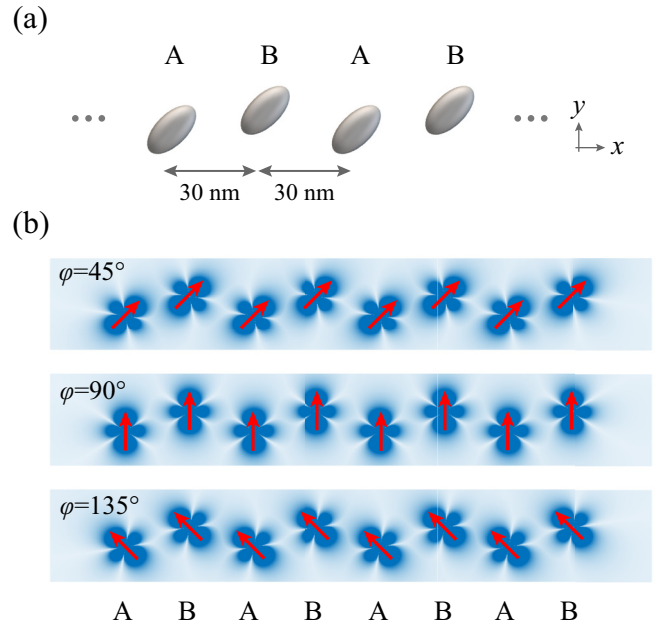 (a)
A B A B
y
x
30 nm 30 nm
(b)
φ=45°
φ=90°
φ=135°
A B A B A B A B